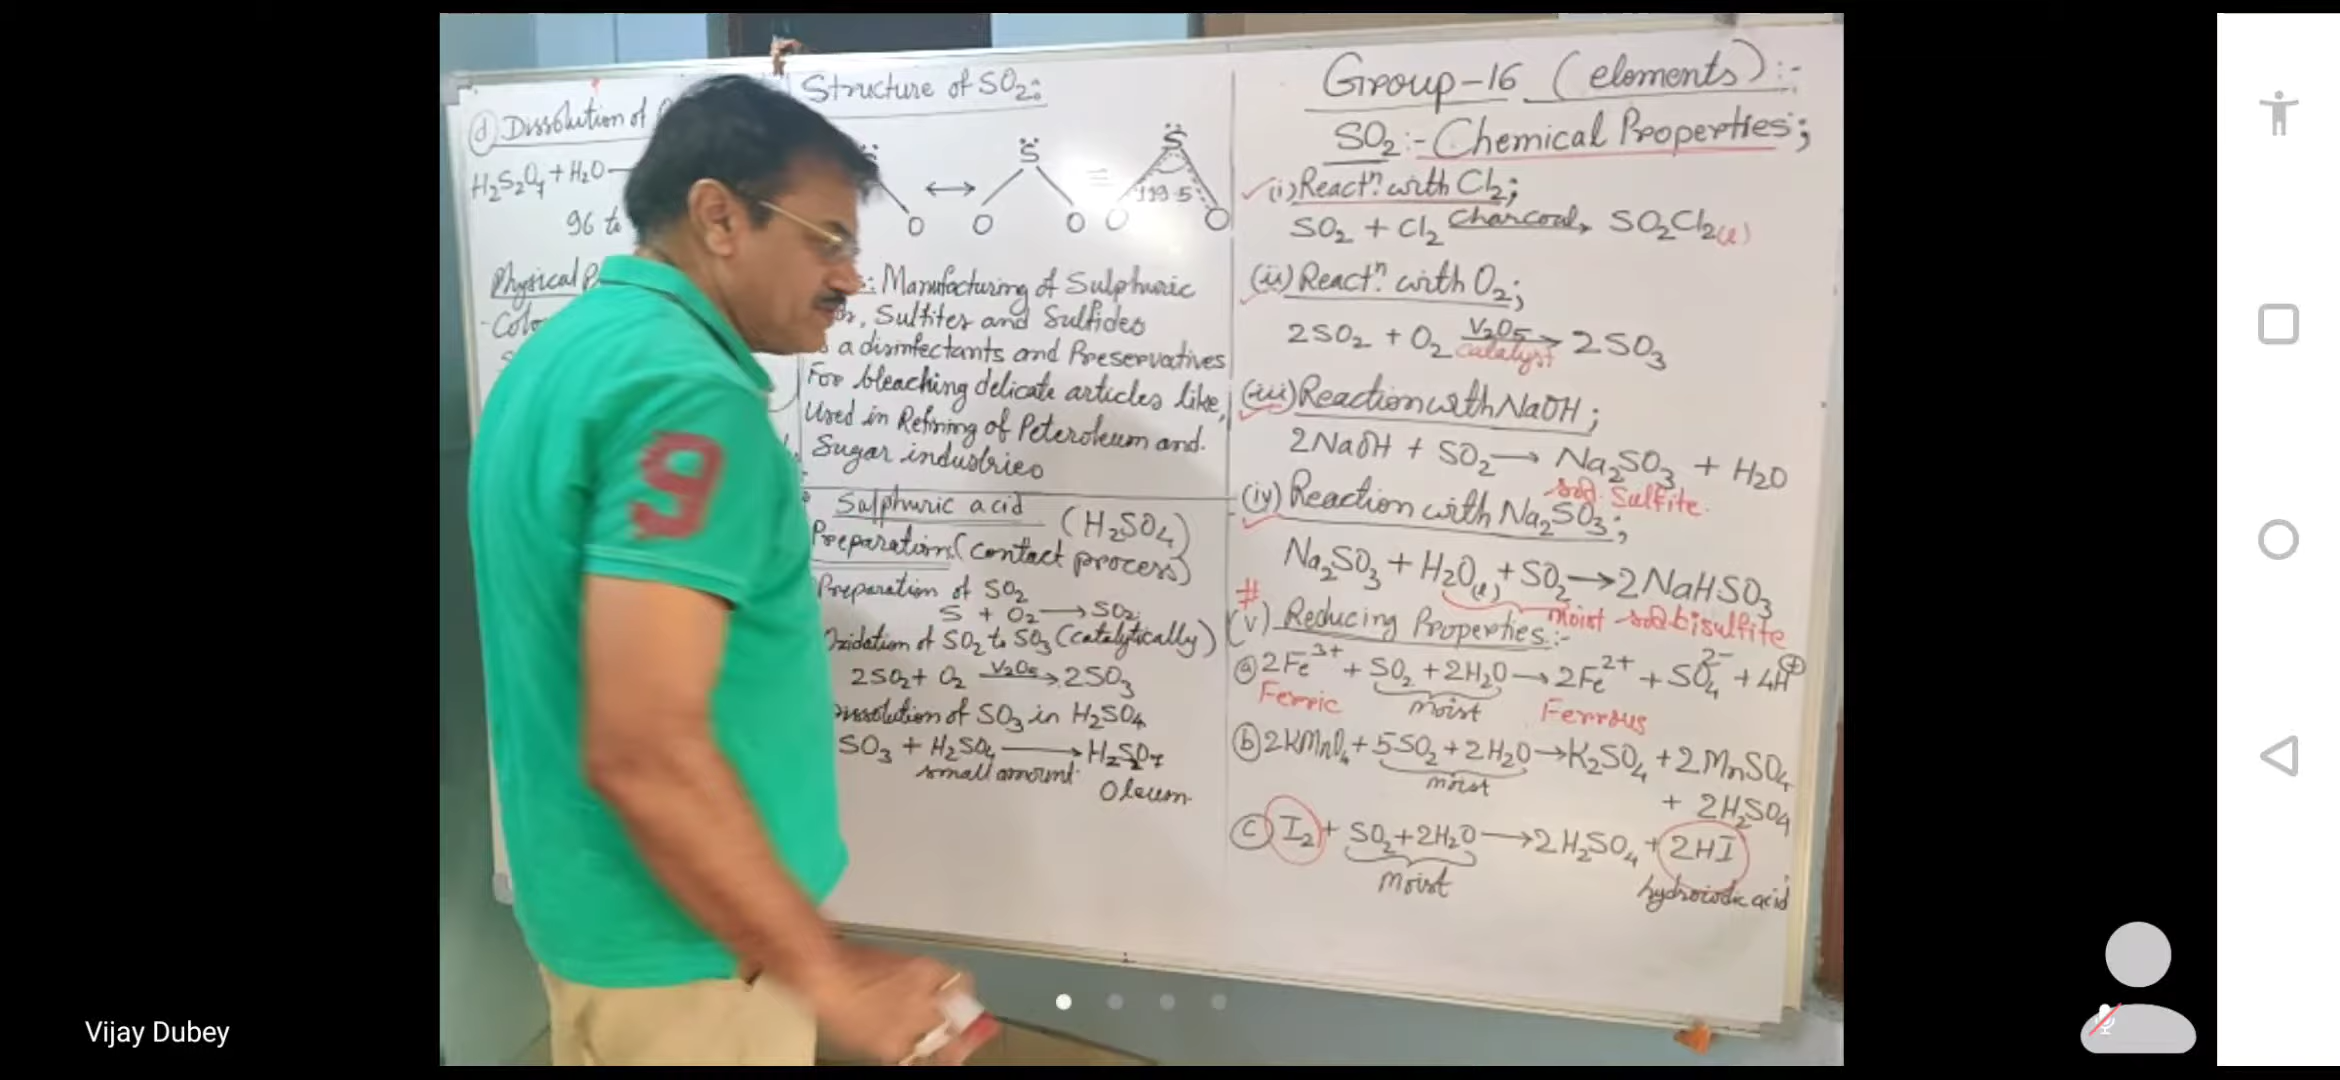 Structure of SO₂:
(d) Dissolution of
H₂S₂O₇ + H₂O
96 to
S̈
O
↔
S̈
O O
≡
S̈
119.5
O O
Physical P
- Colo
: Manufacturing of Sulphuric
, Sulfites and Sulfides
a disinfectants and Preservatives
For bleaching delicate articles like,
Used in Refining of Peteroleum and
Sugar industries
Sulphuric acid (H₂SO₄)
Preparation (contact process)
Preparation of SO₂
S + O₂ → SO₂
Oxidation of SO₂ to SO₃ (catalytically)
2SO₂ + O₂ V₂O₅→ 2SO₃
Dissolution of SO₃ in H₂SO₄
SO₃ + H₂SO₄ → H₂S₂O₇
small amount Oleum
Group-16 (elements):-
SO₂:- Chemical Properties;
(i) Reactⁿ. with Cl₂;
SO₂ + Cl₂ Charcoal→ SO₂Cl₂(l)
(ii) Reactⁿ. with O₂;
2SO₂ + O₂ V₂O₅→ 2SO₃
catalyst
(iii) Reaction with NaOH;
2NaOH + SO₂ → Na₂SO₃ + H₂O
sod. Sulfite.
(iv) Reaction with Na₂SO₃;
Na₂SO₃ + H₂O(l) + SO₂ → 2NaHSO₃
moist sod bisulfite
#
(v) Reducing Properties:-
(a) 2Fe³⁺ + SO₂ + 2H₂O → 2Fe²⁺ + SO₄²⁻ + 4H⊕
Ferric moist Ferrous
(b) 2KMnO₄ + 5SO₂ + 2H₂O → K₂SO₄ + 2MnSO₄
moist
+ 2H₂SO₄
(c) I₂ + SO₂ + 2H₂O → 2H₂SO₄ + 2HI
Moist hydroiodic acid
9
Vijay Dubey